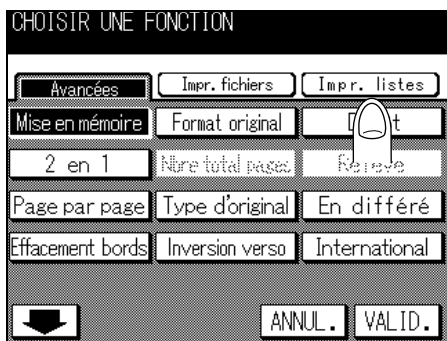 CHOISIR UNE FONCTION
Avancées Impr. fichiers Impr. listes
Mise en mémoire Format original
2 en 1 Nbre total pages Relève
Page par page Type d'original En différé
Effacement bords Inversion verso International
ANNUL. VALID.